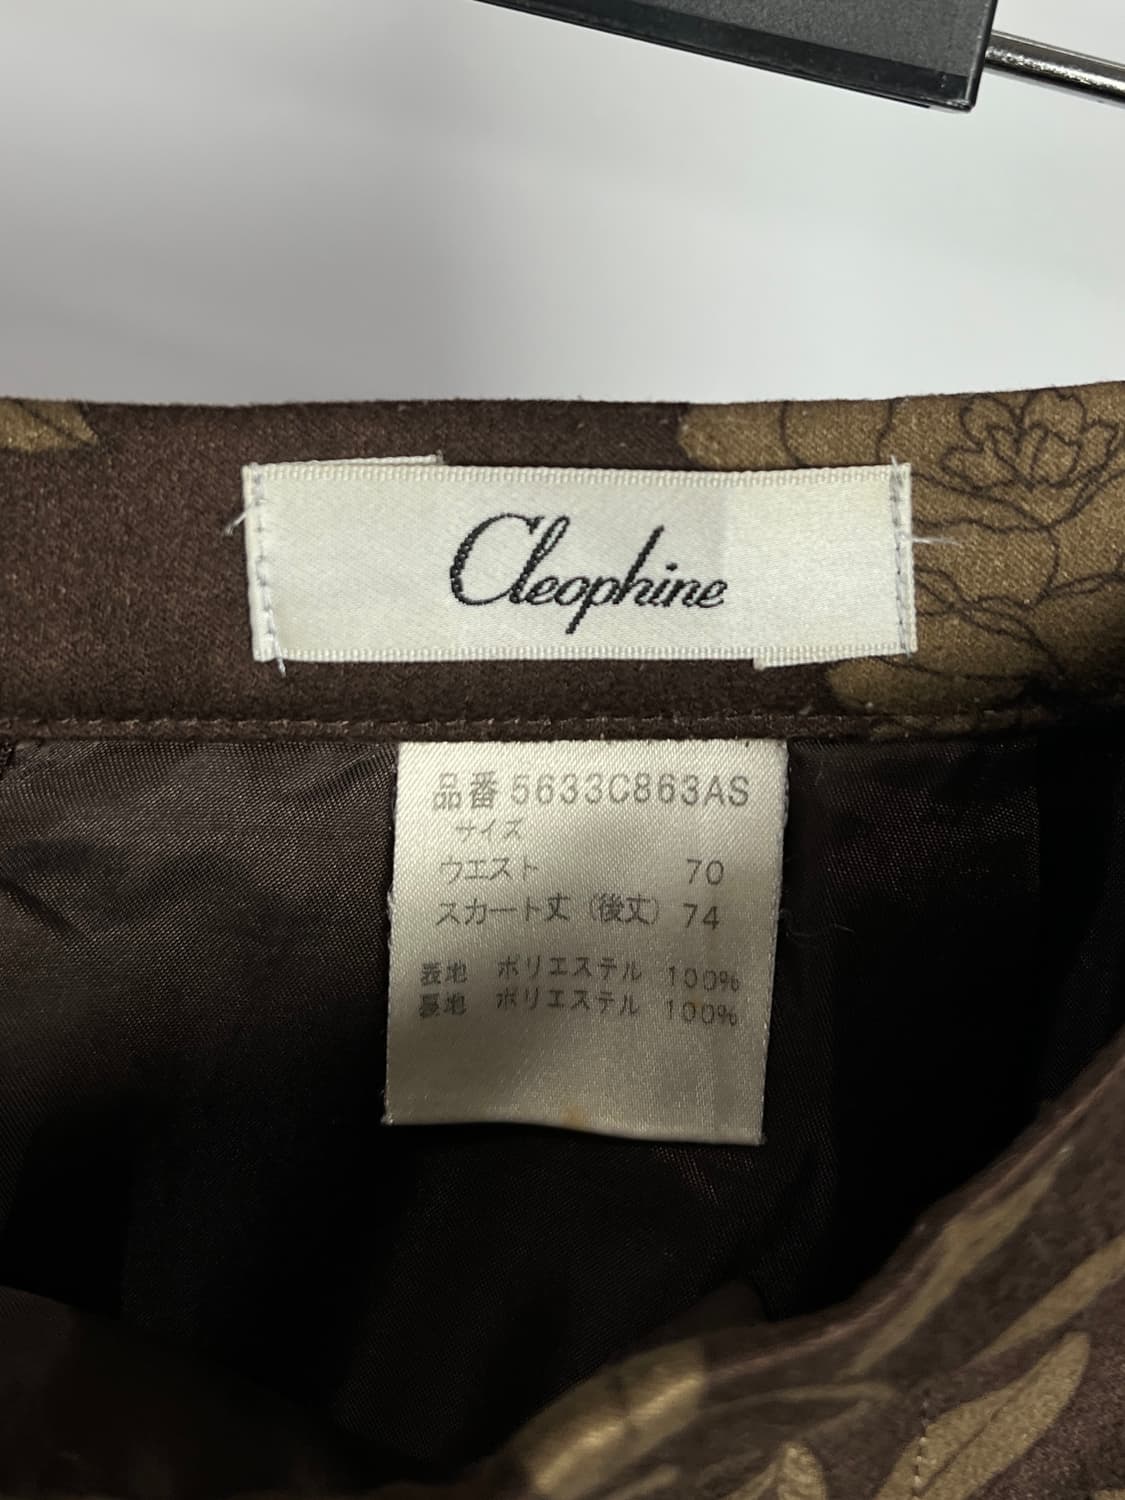 Cleophine
品番 5633C863AS
サイズ
ウエスト 70
スカート丈 (後丈) 74
表地 ポリエステル 100%
裏地 ポリエステル 100%